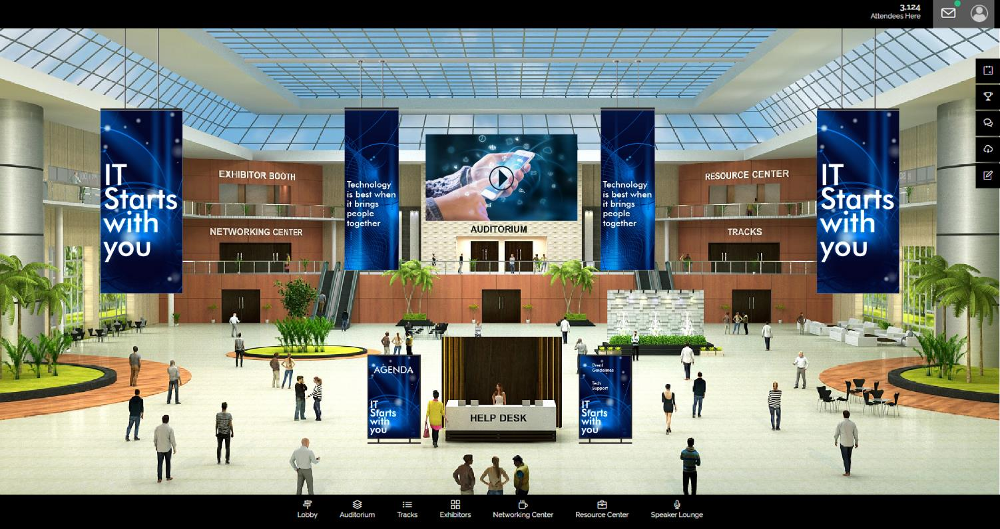 3,124
Attendees Here
IT
Starts
with
you
EXHIBITOR BOOTH
NETWORKING CENTER
Technology
is best when
it brings
people
together
AUDITORIUM
Technology
is best when
it brings
people
together
RESOURCE CENTER
TRACKS
IT
Starts
with
you
AGENDA
IT
Starts
with
you
HELP DESK
Event
Guidelines
Tech
Support
IT
Starts
with
you
Lobby
Auditorium
Tracks
Exhibitors
Networking Center
Resource Center
Speaker Lounge